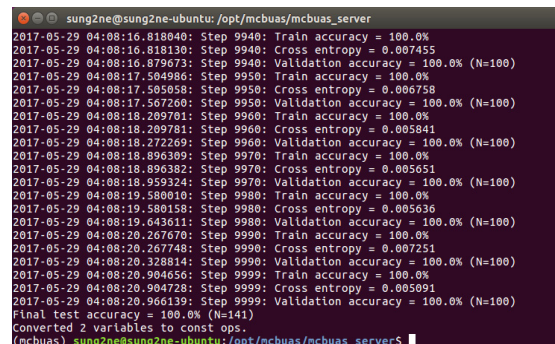 sung2ne@sung2ne-ubuntu: /opt/mcbuas/mcbuas_server
2017-05-29 04:08:16.818040: Step 9940: Train accuracy = 100.0%
2017-05-29 04:08:16.818130: Step 9940: Cross entropy = 0.007455
2017-05-29 04:08:16.879673: Step 9940: Validation accuracy = 100.0% (N=100)
2017-05-29 04:08:17.504986: Step 9950: Train accuracy = 100.0%
2017-05-29 04:08:17.505058: Step 9950: Cross entropy = 0.006758
2017-05-29 04:08:17.567260: Step 9950: Validation accuracy = 100.0% (N=100)
2017-05-29 04:08:18.209701: Step 9960: Train accuracy = 100.0%
2017-05-29 04:08:18.209781: Step 9960: Cross entropy = 0.005841
2017-05-29 04:08:18.272269: Step 9960: Validation accuracy = 100.0% (N=100)
2017-05-29 04:08:18.896309: Step 9970: Train accuracy = 100.0%
2017-05-29 04:08:18.896382: Step 9970: Cross entropy = 0.005651
2017-05-29 04:08:18.959324: Step 9970: Validation accuracy = 100.0% (N=100)
2017-05-29 04:08:19.580010: Step 9980: Train accuracy = 100.0%
2017-05-29 04:08:19.580158: Step 9980: Cross entropy = 0.005636
2017-05-29 04:08:19.643611: Step 9980: Validation accuracy = 100.0% (N=100)
2017-05-29 04:08:20.267670: Step 9990: Train accuracy = 100.0%
2017-05-29 04:08:20.267748: Step 9990: Cross entropy = 0.007251
2017-05-29 04:08:20.328814: Step 9990: Validation accuracy = 100.0% (N=100)
2017-05-29 04:08:20.904656: Step 9999: Train accuracy = 100.0%
2017-05-29 04:08:20.904728: Step 9999: Cross entropy = 0.005091
2017-05-29 04:08:20.966139: Step 9999: Validation accuracy = 100.0% (N=100)
Final test accuracy = 100.0% (N=141)
Converted 2 variables to const ops.
(mcbuas) sung2ne@sung2ne-ubuntu:/opt/mcbuas/mcbuas_server$